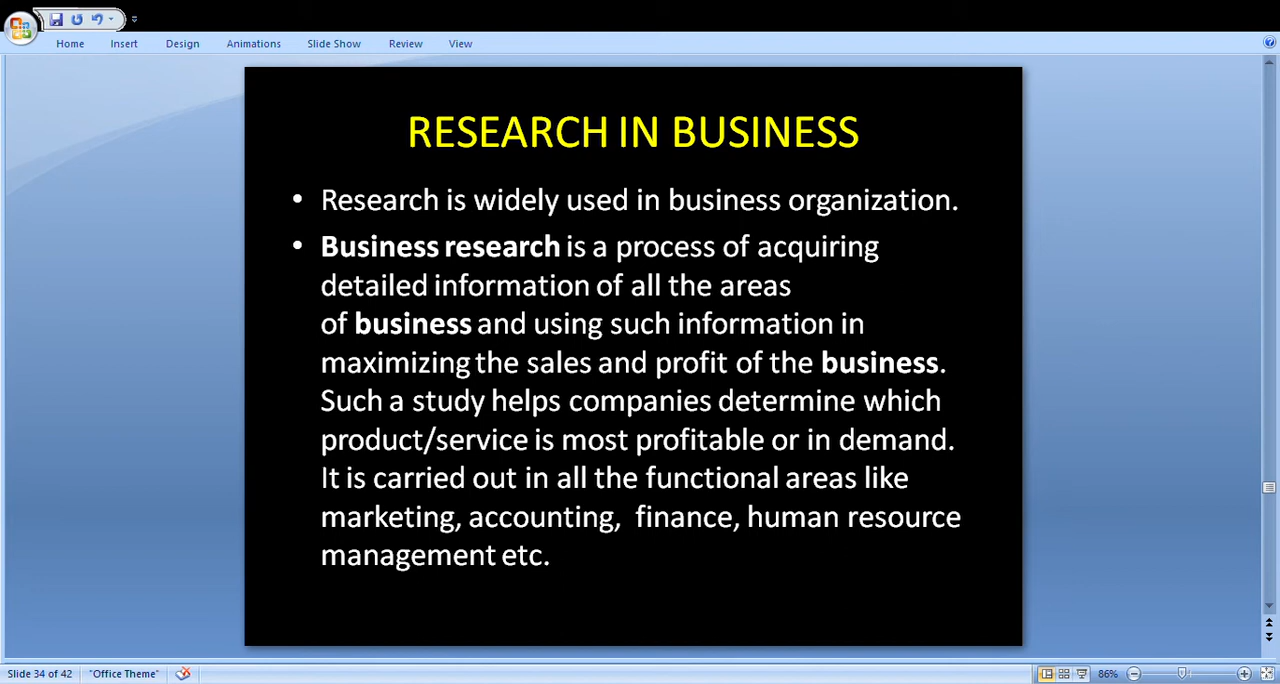 Home Insert Design Animations Slide Show Review View
RESEARCH IN BUSINESS
• Research is widely used in business organization.
• Business research is a process of acquiring
detailed information of all the areas
of business and using such information in
maximizing the sales and profit of the business.
Such a study helps companies determine which
product/service is most profitable or in demand.
It is carried out in all the functional areas like
marketing, accounting, finance, human resource
management etc.
Slide 34 of 42 "Office Theme" 86%